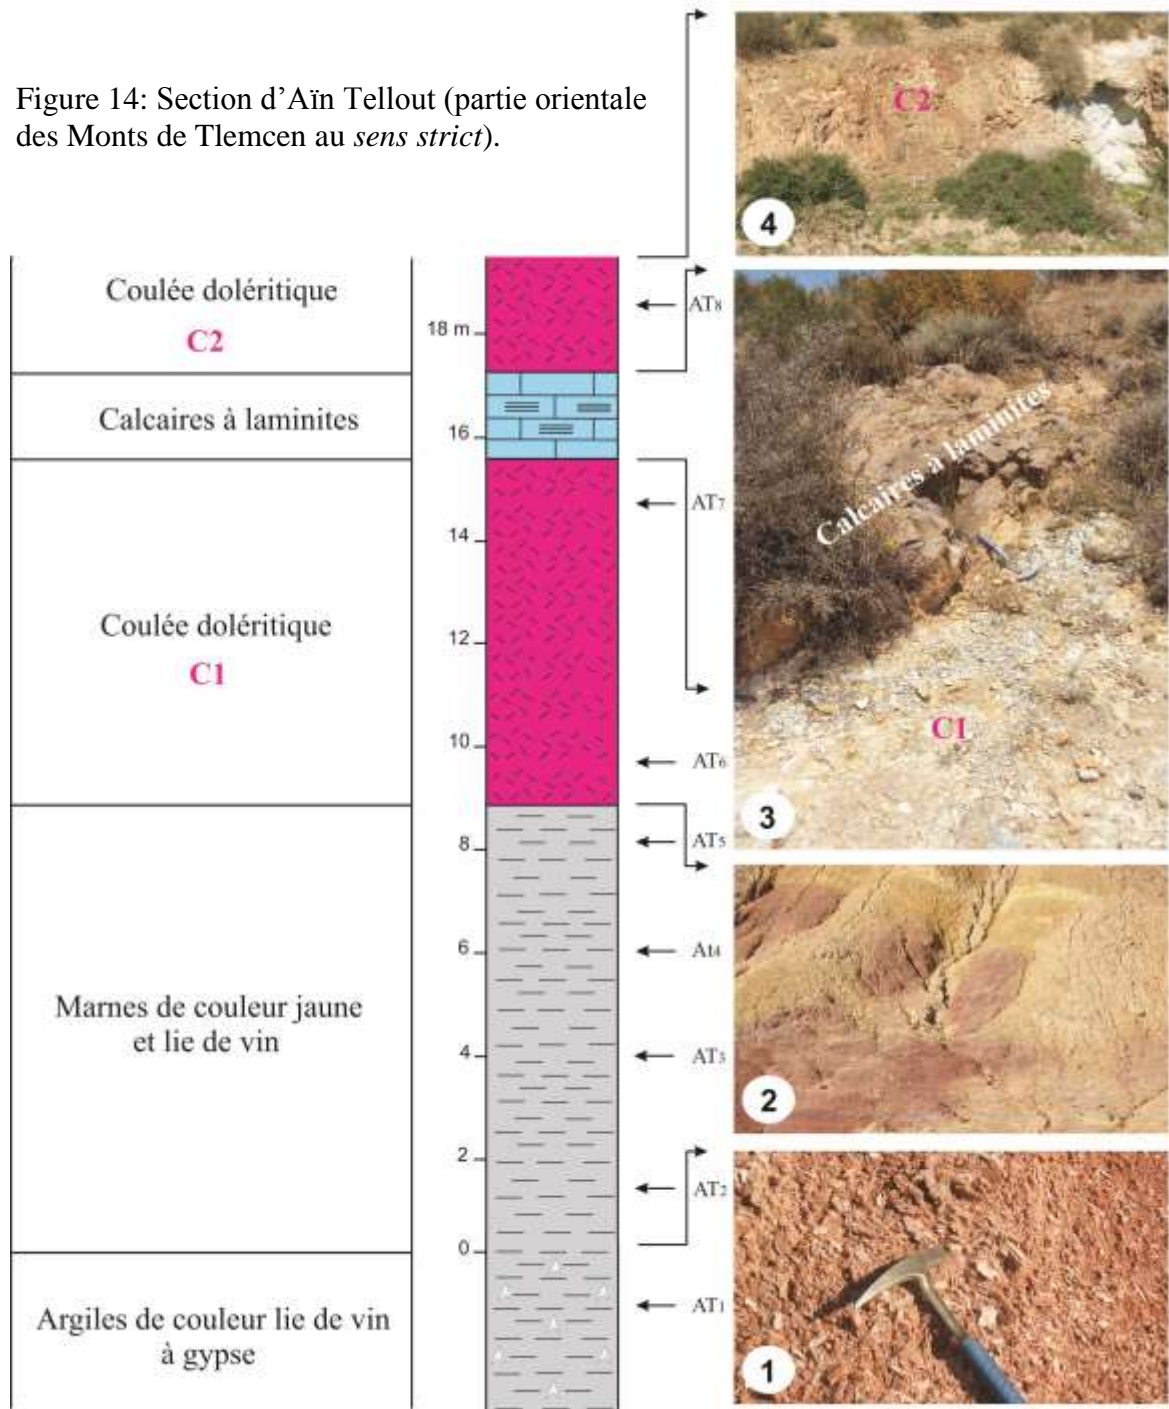 Figure 14: Section d'Aïn Tellout (partie orientale
des Monts de Tlemcen au sens strict).
Coulée doléritique
C2
Calcaires à laminites
Coulée doléritique
C1
Marnes de couleur jaune
et lie de vin
Argiles de couleur lie de vin
à gypse
18 m
16
14
12
10
8
6
4
2
0
A
A
A
A
A
A
A
AT8
AT7
AT6
AT5
At4
AT3
AT2
AT1
C2
4
Calcaires à laminites
C1
3
2
1